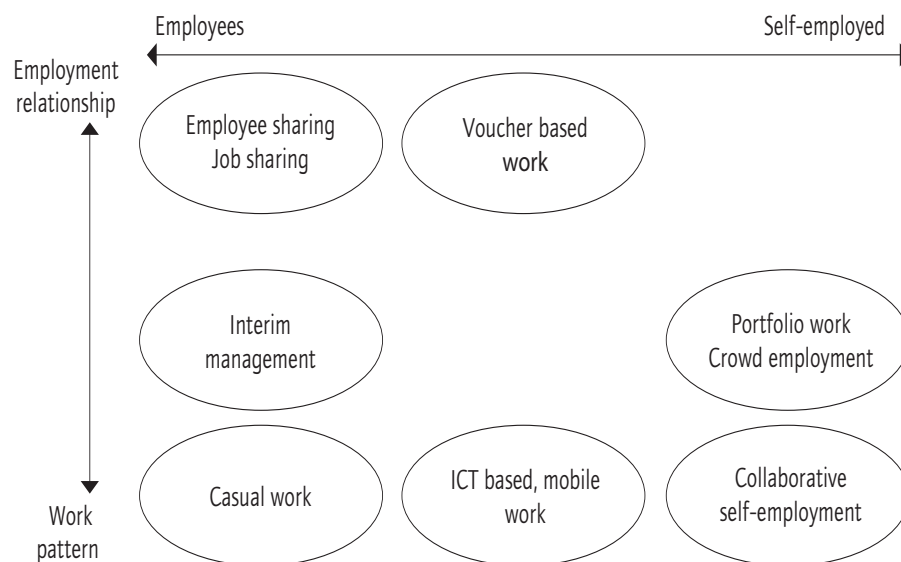 Employees
Self-employed
Employment
relationship
Employee sharing
Job sharing
Voucher based
work
Interim
management
Portfolio work
Crowd employment
Casual work
ICT based, mobile
work
Collaborative
self-employment
Work
pattern